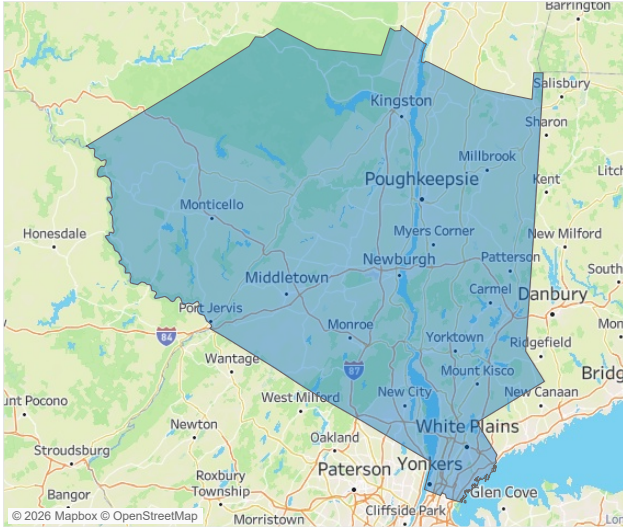 Barrington
Salisbury
Kingston
Sharon
Millbrook
Litch
Poughkeepsie
Kent
Monticello
Myers Corner
New Milford
Honesdale
Newburgh
Patterson
South
Middletown
Carmel
Danbury
Port Jervis
Monroe
Yorktown
Mon
84
Ridgefield
Wantage
87
Mount Kisco
Bridg
unt Pocono
West Milford
New City
New Canaan
Newton
White Plains
Oakland
Stroudsburg
Paterson
Yonkers
Roxbury
Township
Bangor
Glen Cove
Cliffside Park
© 2026 Mapbox © OpenStreetMap
Morristown
Lon